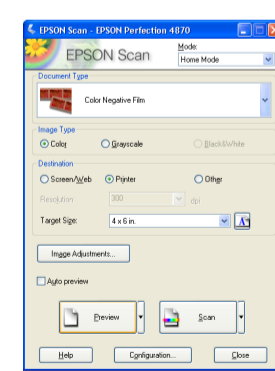 EPSON Scan - EPSON Perfection 4870
EPSON Scan
Mode:
Home Mode
Document Type
Color Negative Film
Image Type
Color Grayscale Black&White
Destination
Screen/Web Printer Other
Resolution: 300 dpi
Target Size: 4 x 6 in. A
Image Adjustments...
Auto preview
Preview Scan
Help Configuration... Close